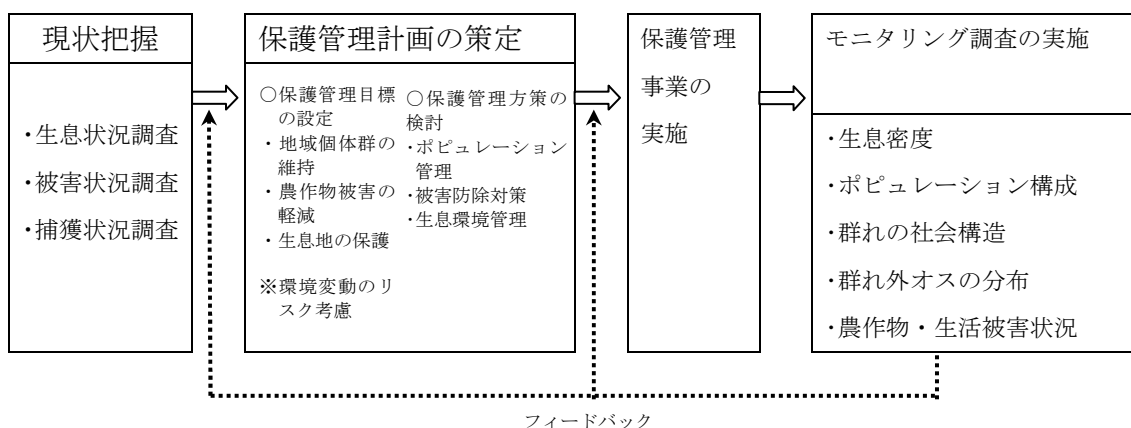 現状把握
・生息状況調査
・被害状況調査
・捕獲状況調査
保護管理計画の策定
○保護管理目標
の設定
・地域個体群の
維持
・農作物被害の
軽減
・生息地の保護
※環境変動のリ
スク考慮
○保護管理方策の
検討
・ポピュレーション
管理
・被害防除対策
・生息環境管理
保護管理
事業の
実施
モニタリング調査の実施
・生息密度
・ポピュレーション構成
・群れの社会構造
・群れ外オスの分布
・農作物・生活被害状況
フィードバック